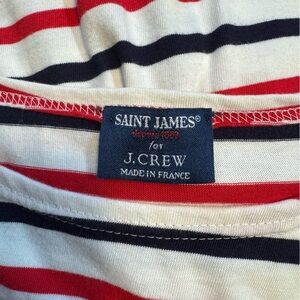 SAINT JAMES®
depuis 1889
for
J.CREW
MADE IN FRANCE